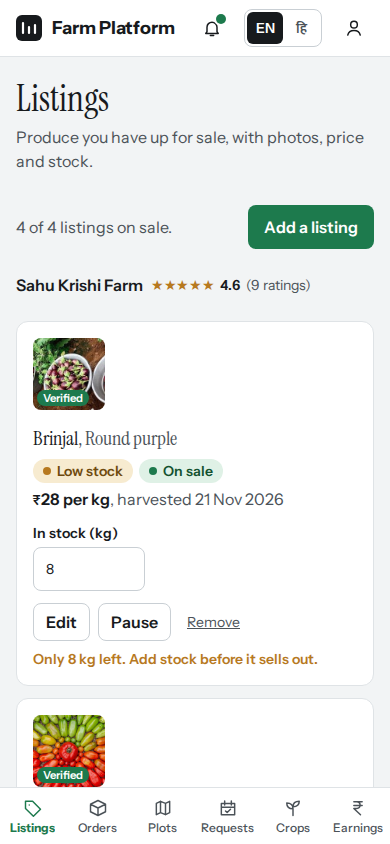 Farm Platform
EN
हि
Listings
Produce you have up for sale, with photos, price
and stock.
4 of 4 listings on sale.
Add a listing
Sahu Krishi Farm ★★★★★ 4.6 (9 ratings)
Verified
Brinjal, Round purple
Low stock
On sale
₹28 per kg, harvested 21 Nov 2026
In stock (kg)
8
Edit
Pause
Remove
Only 8 kg left. Add stock before it sells out.
Verified
Listings
Orders
Plots
Requests
Crops
Earnings